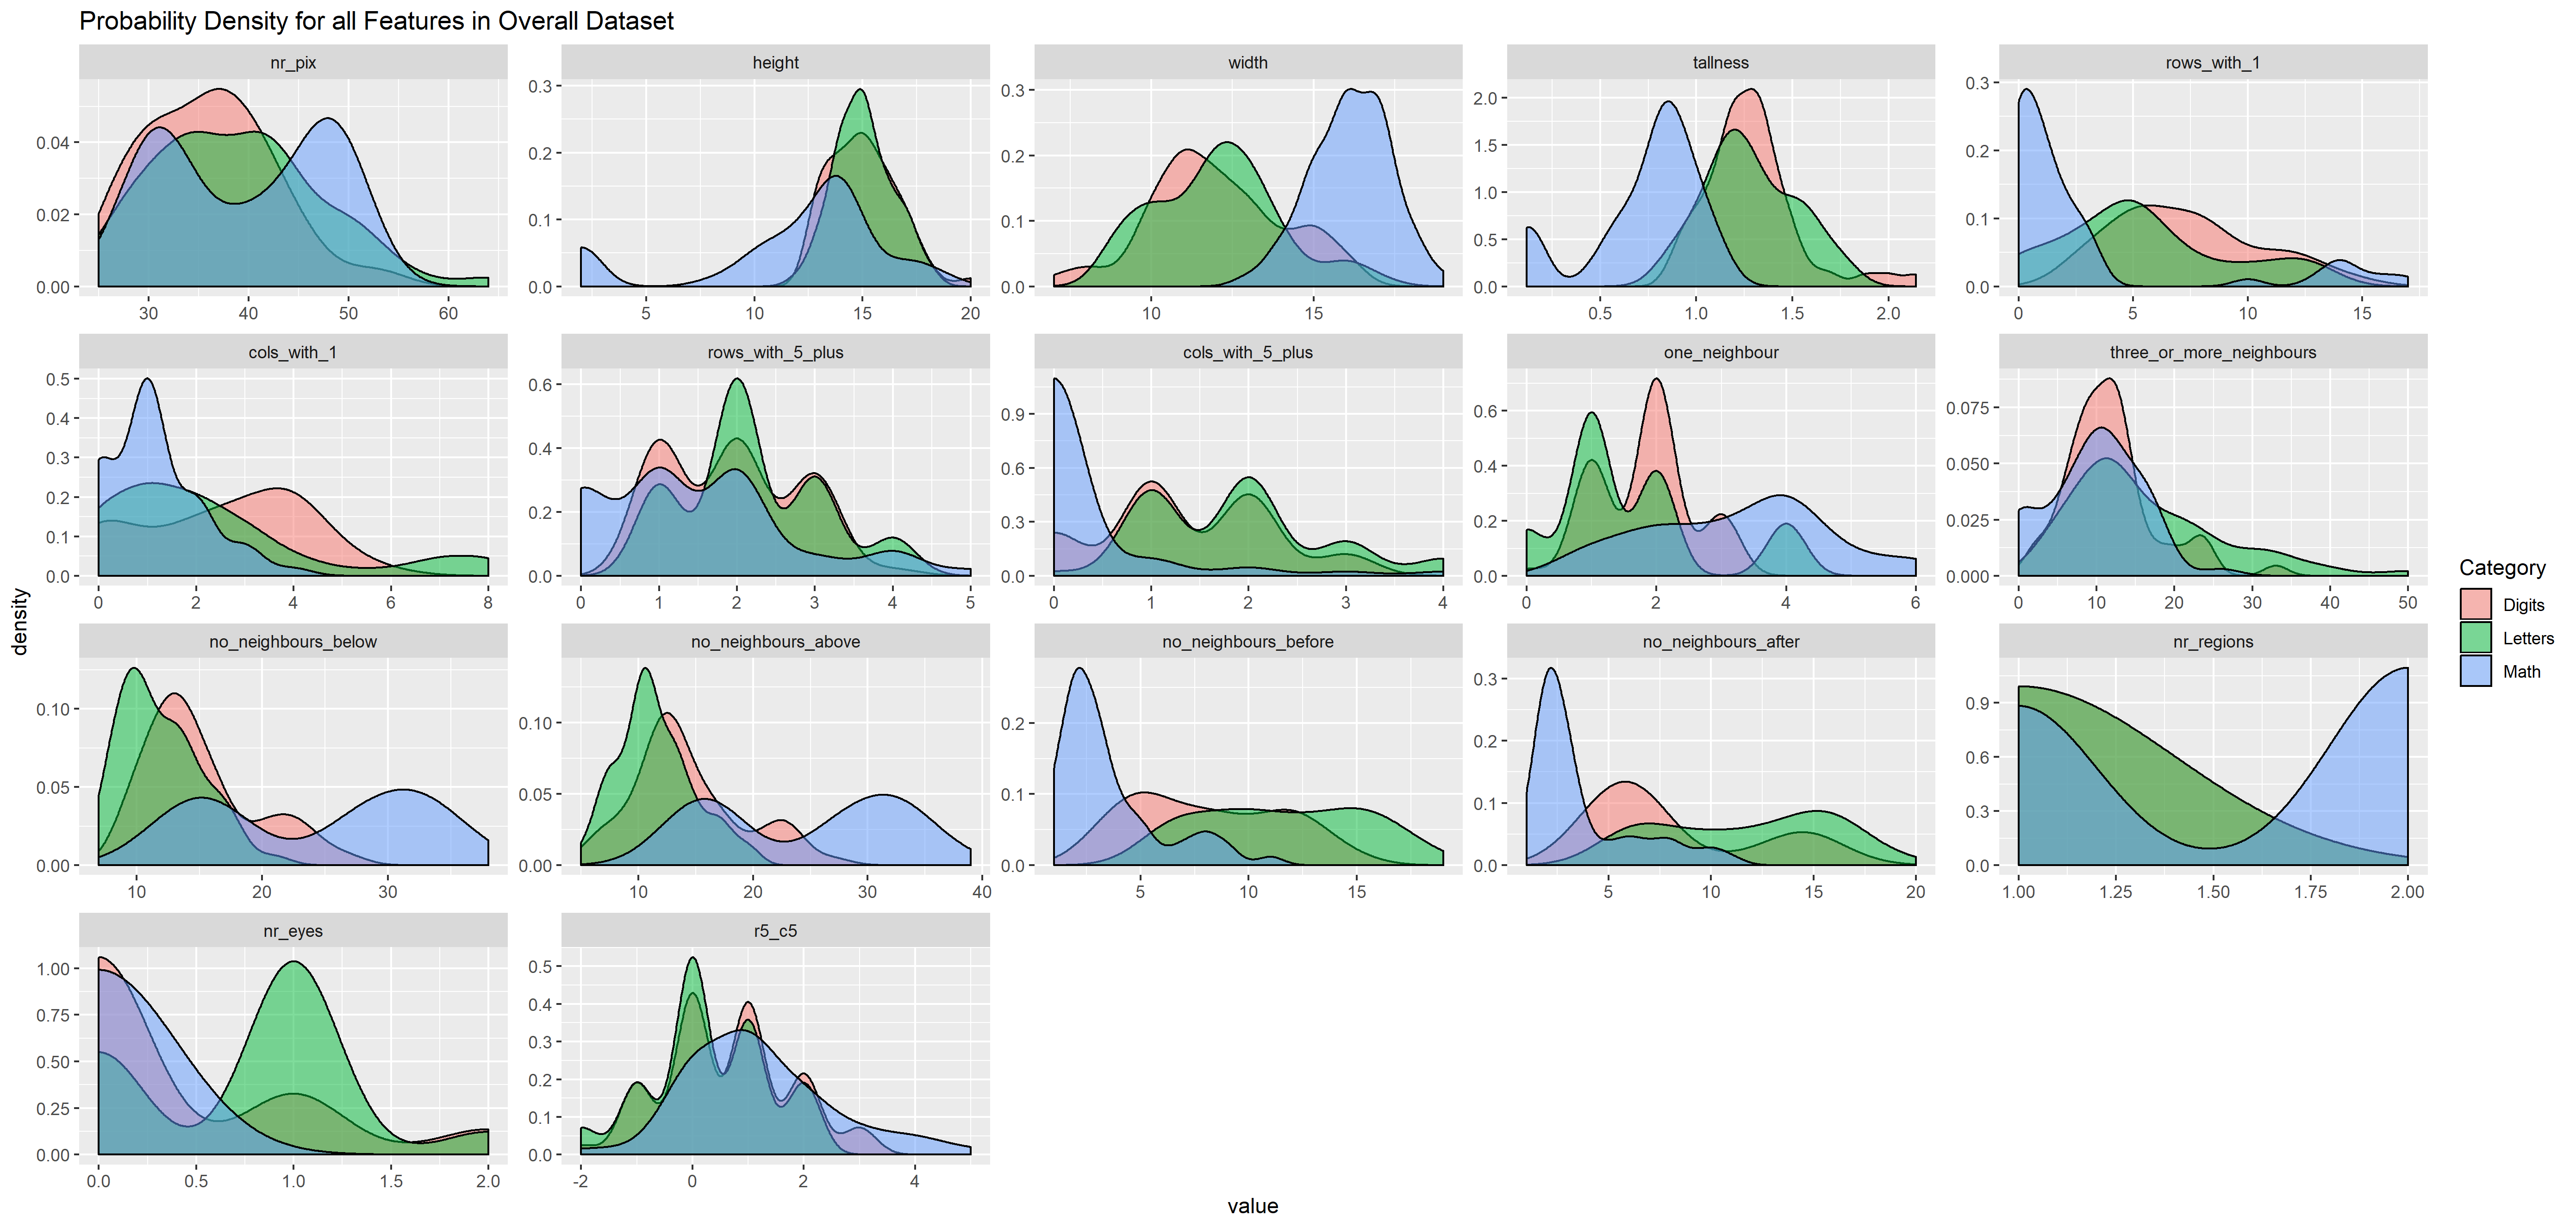 Probability Density for all Features in Overall Dataset
nr_pix height width tallness rows_with_1
0.04 0.02 0.00
30 40 50 60
0.3 0.2 0.1 0.0
5 10 15 20
0.3 0.2 0.1 0.0
10 15
2.0 1.5 1.0 0.5 0.0
0.5 1.0 1.5 2.0
0.3 0.2 0.1 0.0
0 5 10 15
cols_with_1 rows_with_5_plus cols_with_5_plus one_neighbour three_or_more_neighbours
0.5 0.4 0.3 0.2 0.1 0.0
0 2 4 6 8
0.6 0.4 0.2 0.0
0 1 2 3 4 5
0.9 0.6 0.3 0.0
0 1 2 3 4
0.6 0.4 0.2 0.0
0 2 4 6
0.075 0.050 0.025 0.000
0 10 20 30 40 50
no_neighbours_below no_neighbours_above no_neighbours_before no_neighbours_after nr_regions
0.10 0.05 0.00
10 20 30
0.10 0.05 0.00
10 20 30 40
0.2 0.1 0.0
5 10 15
0.3 0.2 0.1 0.0
5 10 15 20
0.9 0.6 0.3 0.0
1.00 1.25 1.50 1.75 2.00
nr_eyes r5_c5
1.00 0.75 0.50 0.25 0.00
0.0 0.5 1.0 1.5 2.0
0.5 0.4 0.3 0.2 0.1 0.0
-2 0 2 4
density
value
Category
Digits
Letters
Math